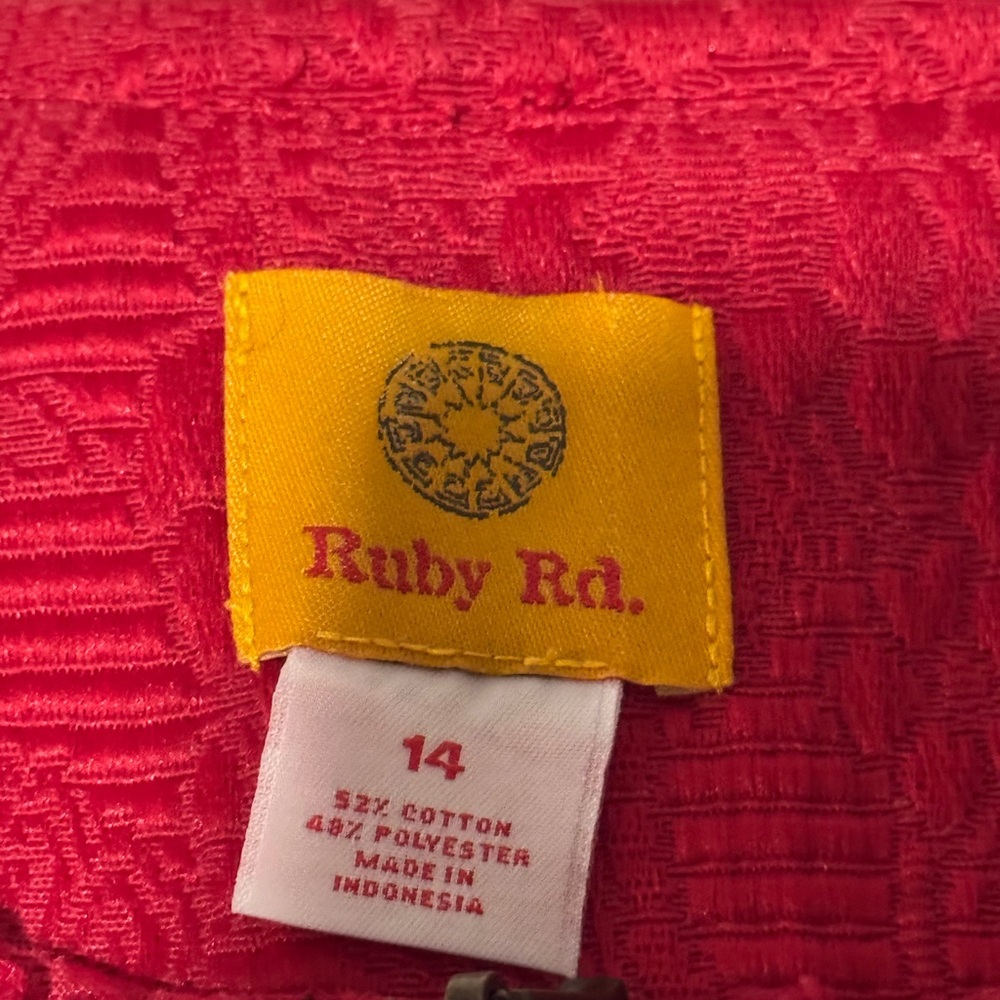 Ruby Rd.
14
52% COTTON
48% POLYESTER
MADE IN
INDONESIA